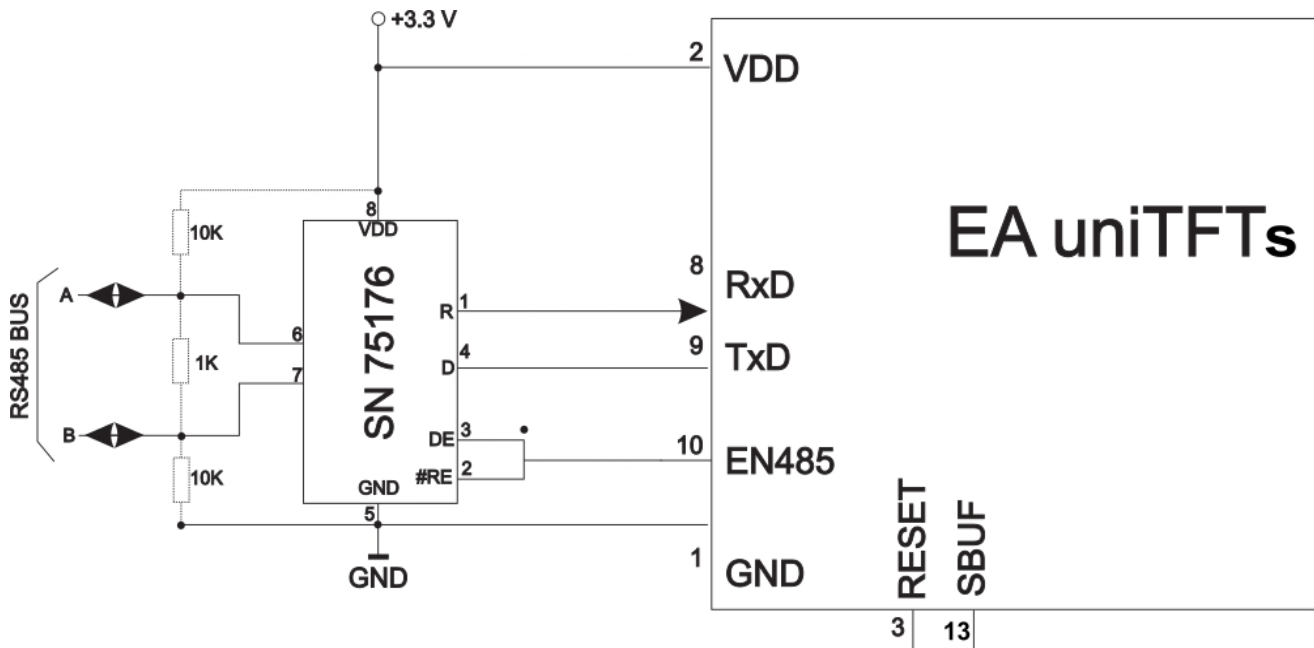 +3.3 V
2
VDD
8
VDD
10K
EA uniTFTs
8
RxD
RS485 BUS
A
6
SN 75176
R
1
9
TxD
1K
7
4
D
B
DE
3
10
EN485
10K
#RE
2
GND
5
1
GND
GND
RESET
SBUF
3
13